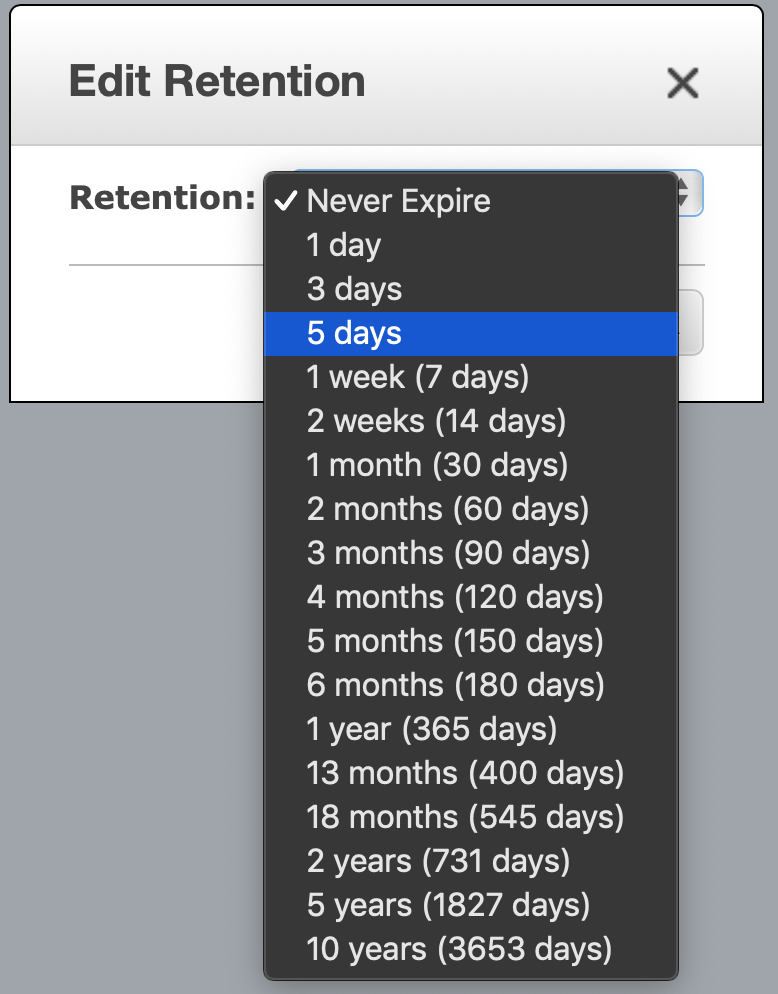 Edit Retention
Retention:
Never Expire
1 day
3 days
5 days
1 week (7 days)
2 weeks (14 days)
1 month (30 days)
2 months (60 days)
3 months (90 days)
4 months (120 days)
5 months (150 days)
6 months (180 days)
1 year (365 days)
13 months (400 days)
18 months (545 days)
2 years (731 days)
5 years (1827 days)
10 years (3653 days)